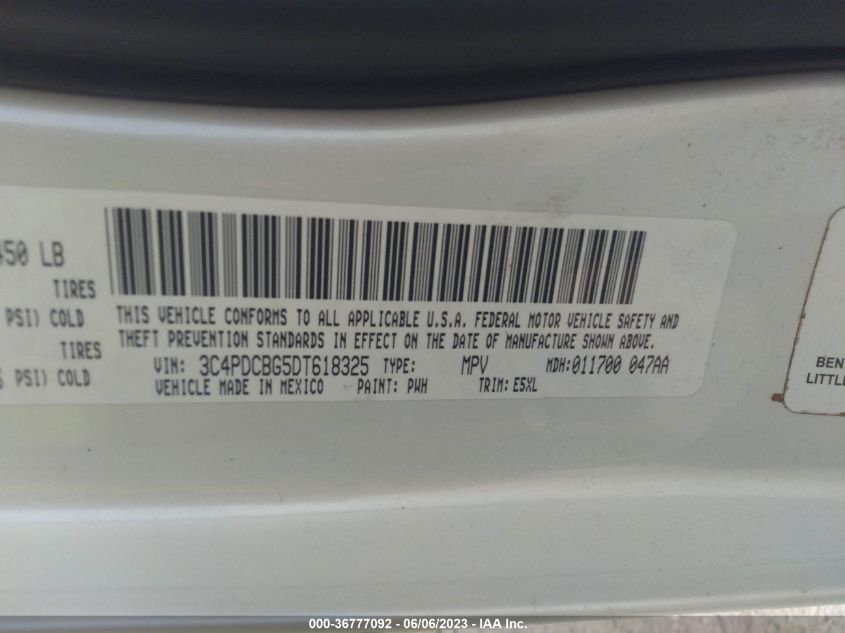 450 LB
TIRES
PSI) COLD
TIRES
PSI) COLD
THIS VEHICLE CONFORMS TO ALL APPLICABLE U.S.A. FEDERAL MOTOR VEHICLE SAFETY AND
THEFT PREVENTION STANDARDS IN EFFECT ON THE DATE OF MANUFACTURE SHOWN ABOVE.
VIN: 3C4PDCBG5DT618325 TYPE: MPV MDH:011700 047AA
VEHICLE MADE IN MEXICO PAINT: PWH TRIM: E5XL
BEN
LITTLE
000-36777092 - 06/06/2023 - IAA Inc.